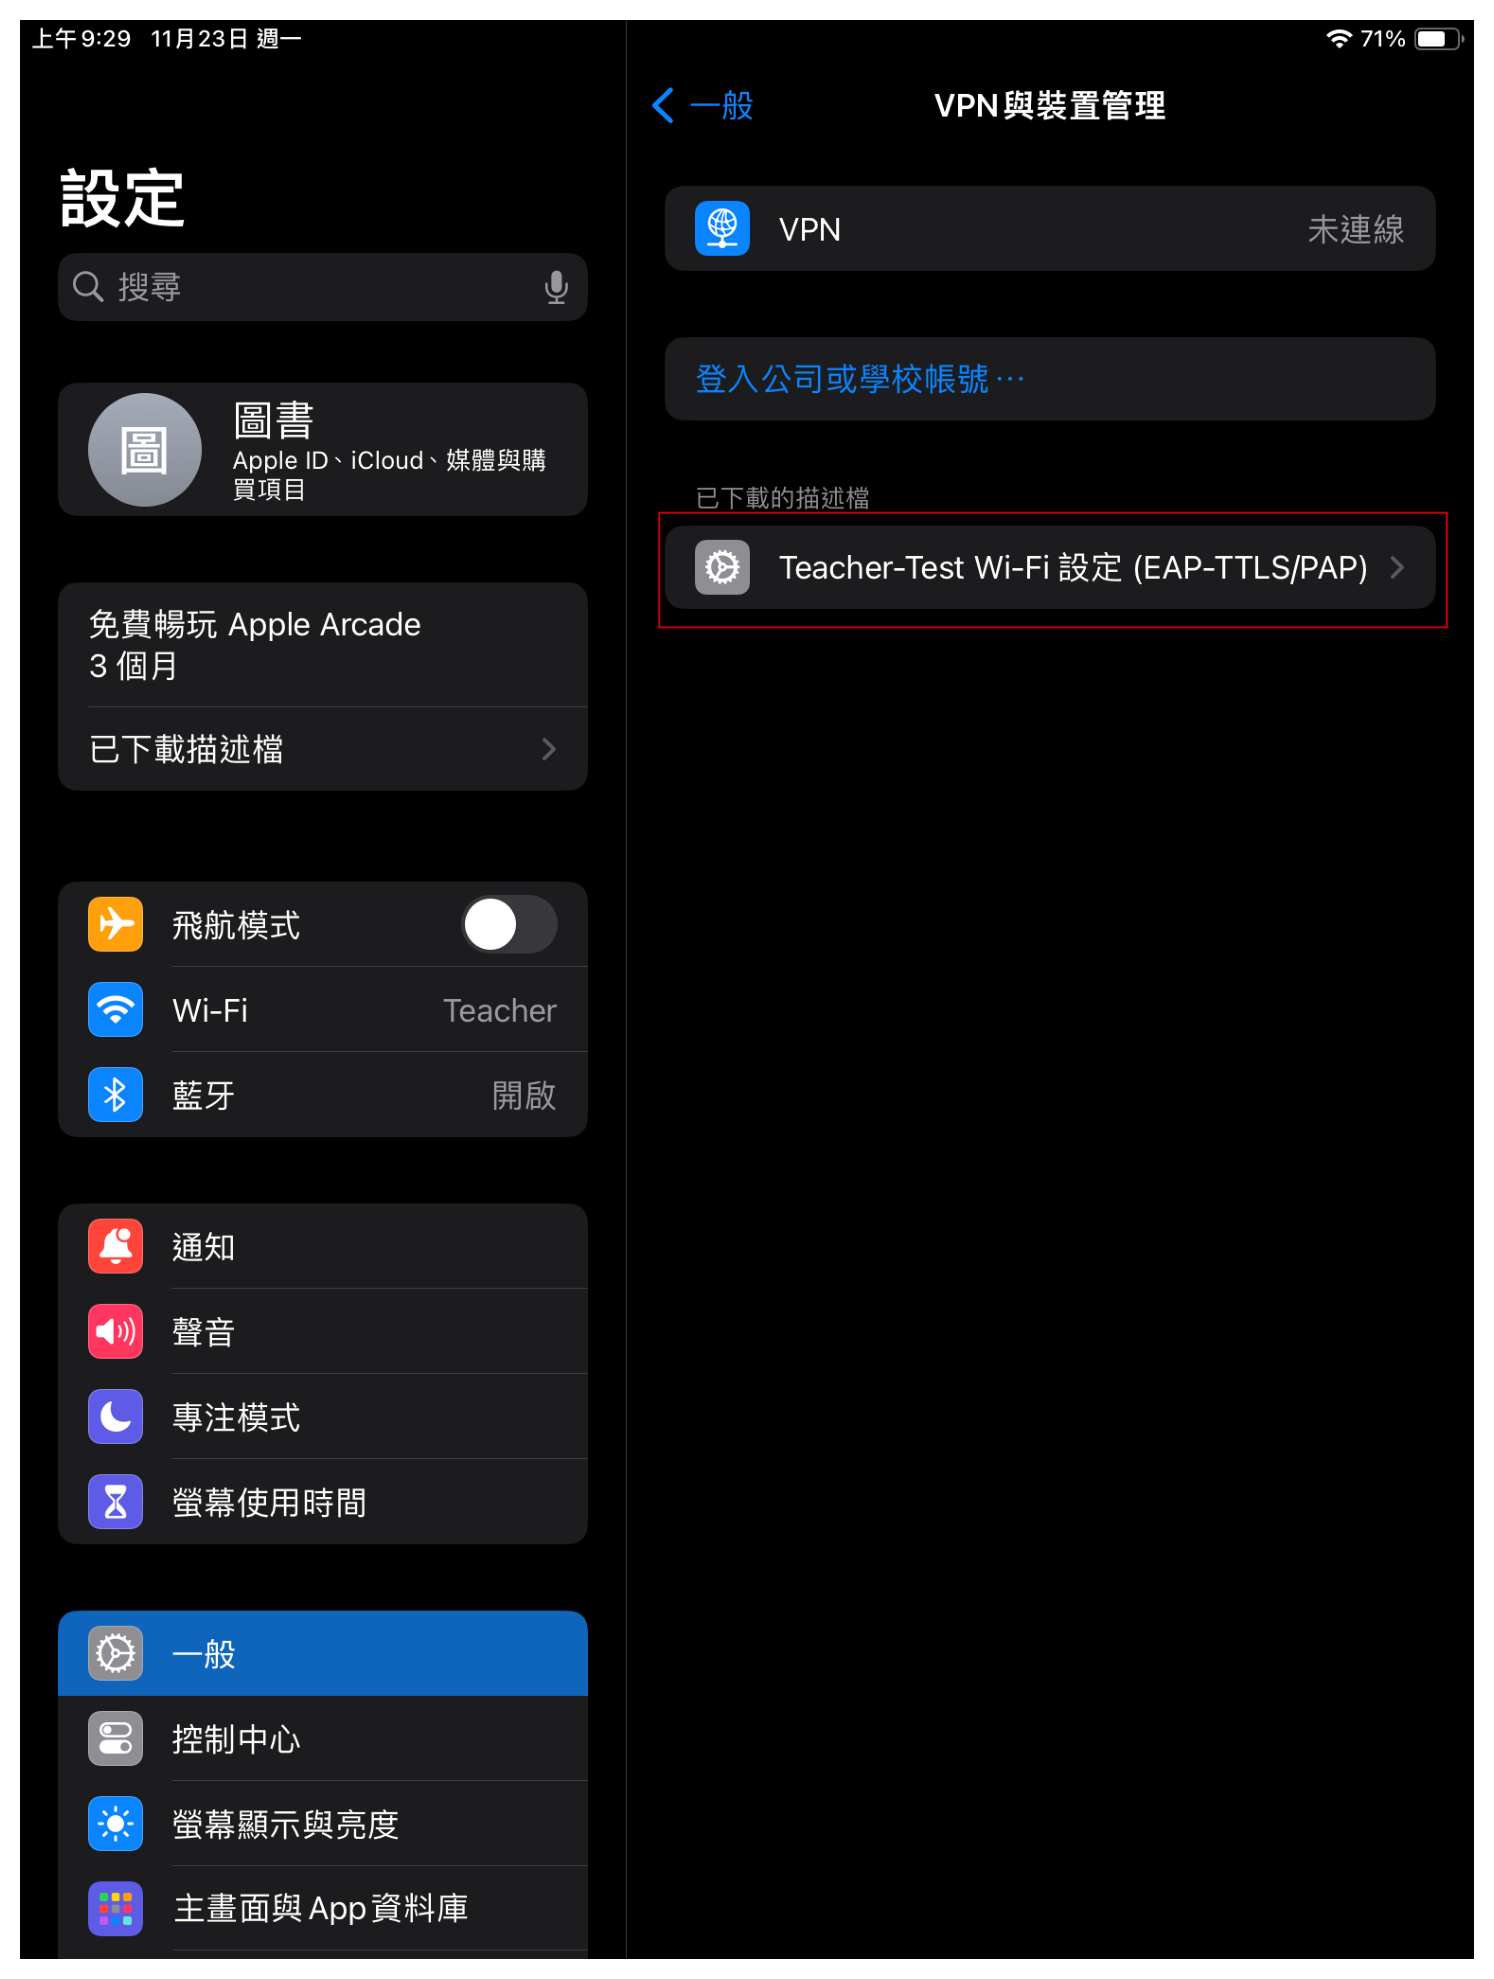 上午9:29 11月23日 週一
71%
設定
搜尋
圖
圖書
Apple ID、iCloud、媒體與購
買項目
免費暢玩 Apple Arcade
3 個月
已下載描述檔
飛航模式
Wi-Fi Teacher
藍牙 開啟
通知
聲音
專注模式
螢幕使用時間
一般
控制中心
螢幕顯示與亮度
主畫面與App資料庫
一般
VPN與裝置管理
VPN 未連線
登入公司或學校帳號⋯
已下載的描述檔
Teacher-Test Wi-Fi 設定 (EAP-TTLS/PAP)